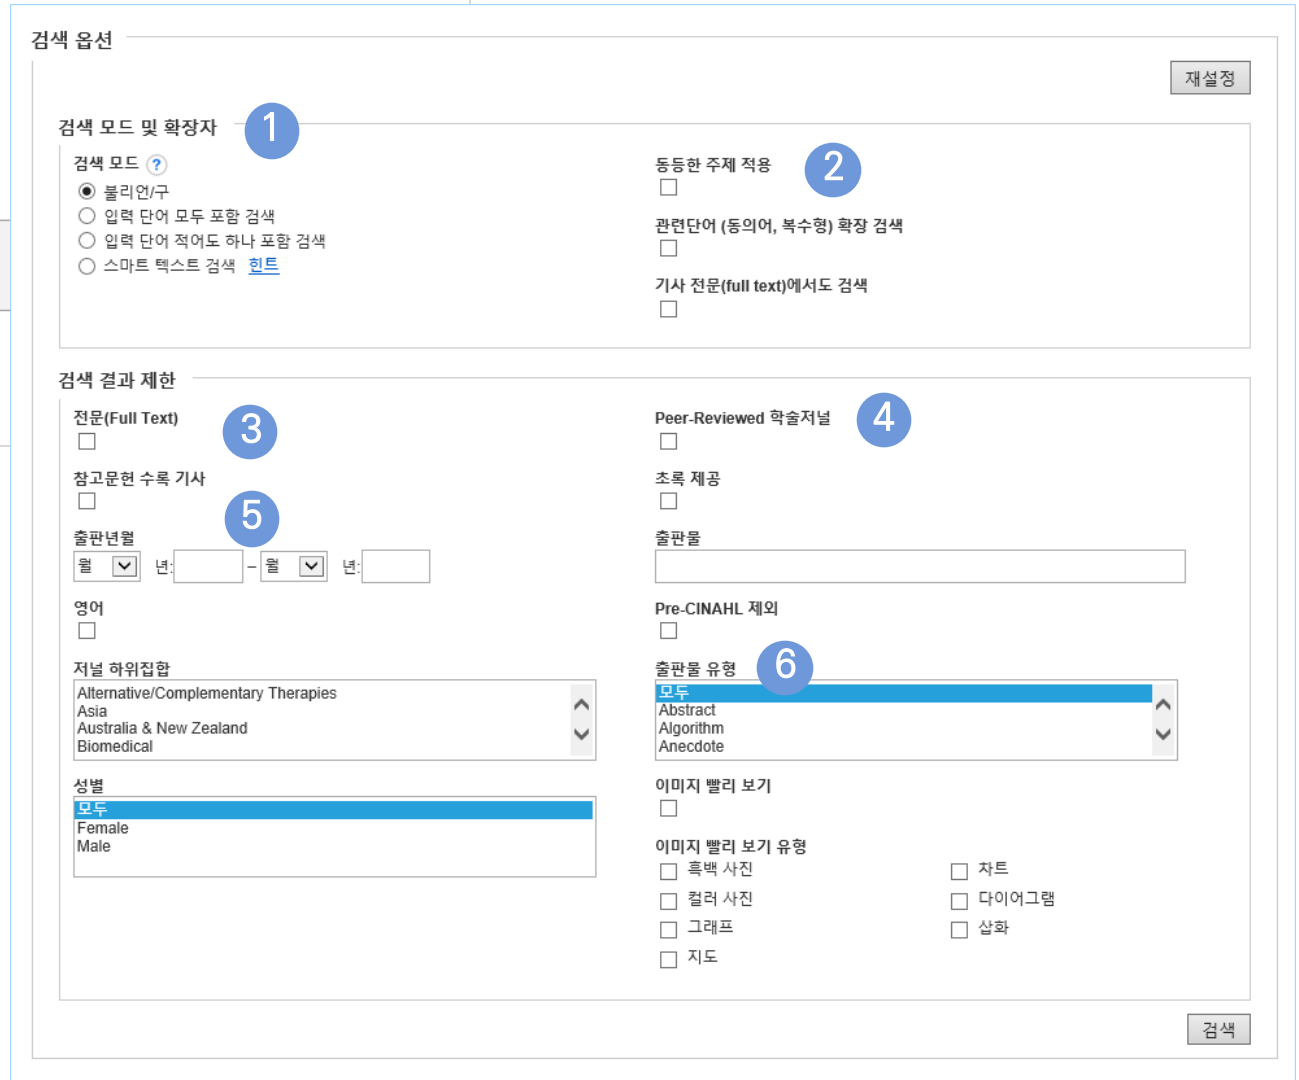 검색 옵션
재설정
검색 모드 및 확장자
1
검색 모드 ?
불리언/구
입력 단어 모두 포함 검색
입력 단어 적어도 하나 포함 검색
스마트 텍스트 검색 힌트
동등한 주제 적용
2
관련단어 (동의어, 복수형) 확장 검색
기사 전문(full text)에서도 검색
검색 결과 제한
전문(Full Text)
3
Peer-Reviewed 학술저널
4
참고문헌 수록 기사
초록 제공
5
출판년월
월 년: – 월 년:
출판물
영어
Pre-CINAHL 제외
저널 하위집합
Alternative/Complementary Therapies
Asia
Australia & New Zealand
Biomedical
출판물 유형
6
모두
Abstract
Algorithm
Anecdote
성별
모두
Female
Male
이미지 빨리 보기
이미지 빨리 보기 유형
흑백 사진
차트
컬러 사진
다이어그램
그래프
삽화
지도
검색